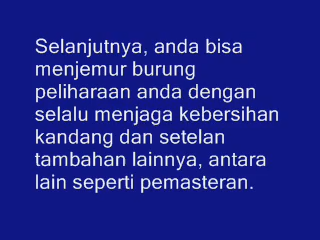 Selanjutnya, anda bisa
menjemur burung
peliharaan anda dengan
selalu menjaga kebersihan
kandang dan setelan
tambahan lainnya, antara
lain seperti pemasteran.